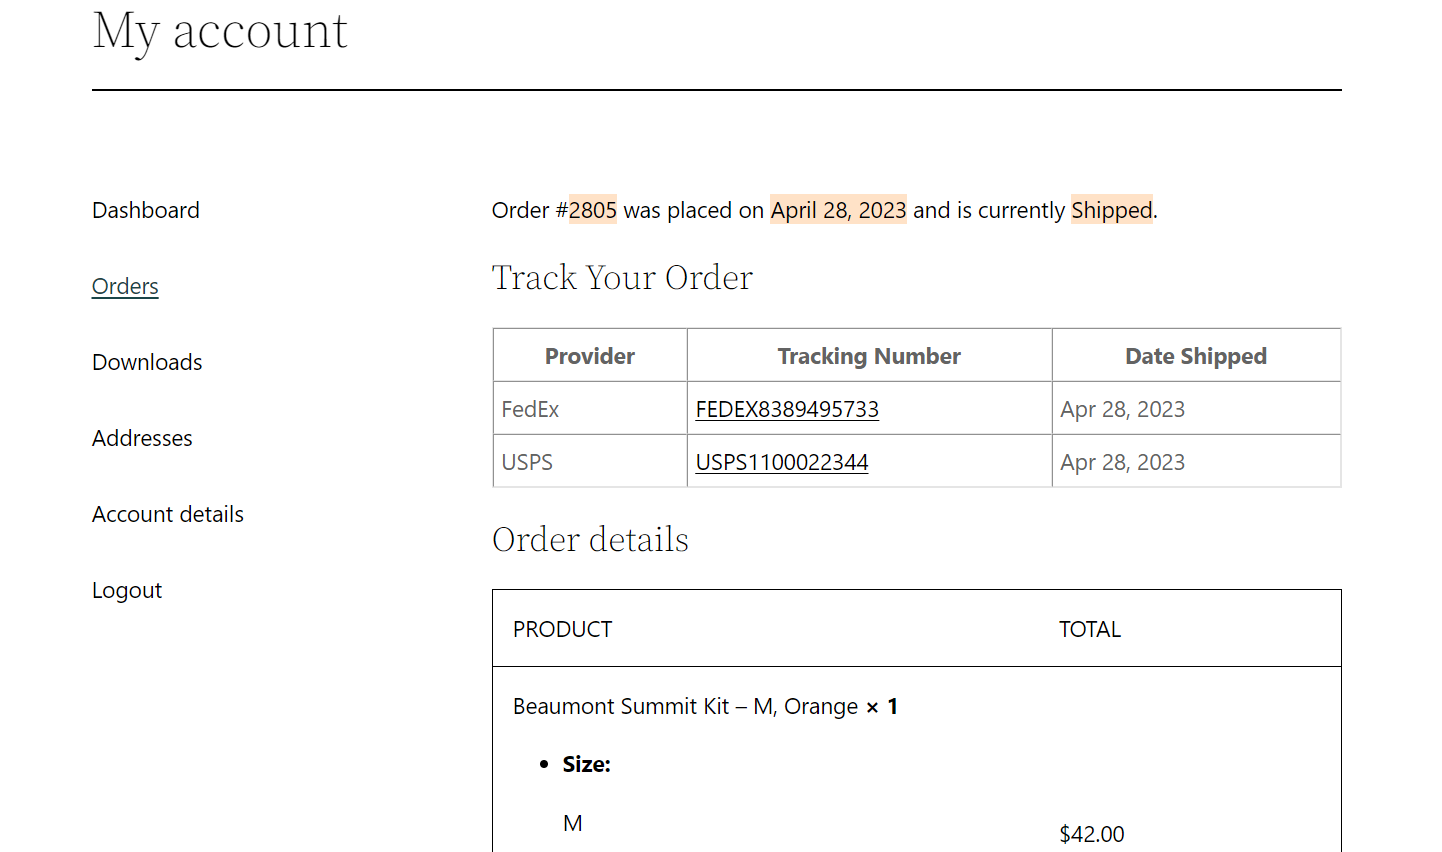 My account
Dashboard
Orders
Downloads
Addresses
Account details
Logout
Order #2805 was placed on April 28, 2023 and is currently Shipped.
Track Your Order
Provider Tracking Number Date Shipped
FedEx FEDEX8389495733 Apr 28, 2023
USPS USPS1100022344 Apr 28, 2023
Order details
PRODUCT TOTAL
Beaumont Summit Kit – M, Orange × 1
• Size:
M
$42.00